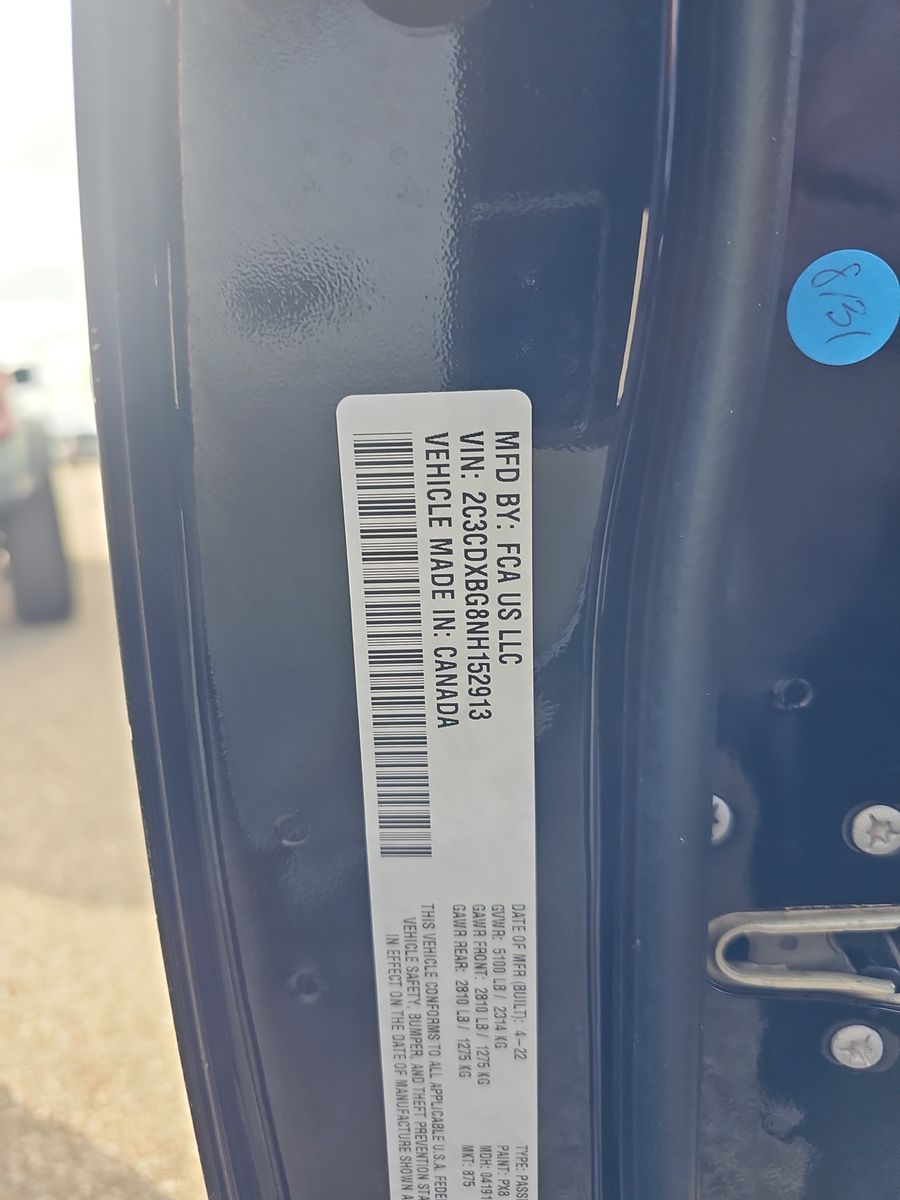 MFD BY: FCA US LLC
VIN: 2C3CDXBG8NH152913
VEHICLE MADE IN: CANADA
DATE OF MFR (BUILT): 4-22
GVWR: 5100 LB / 2314 KG
GAWR FRONT: 2810 LB / 1275 KG
GAWR REAR: 2810 LB / 1275 KG
THIS VEHICLE CONFORMS TO ALL APPLICABLE U.S.A. FEDE
VEHICLE SAFETY, BUMPER, AND THEFT PREVENTION STA
IN EFFECT ON THE DATE OF MANUFACTURE SHOWN A
TYPE: PASSE
PAINT: PX8
MDH: 04191
MKT: 875
8/31